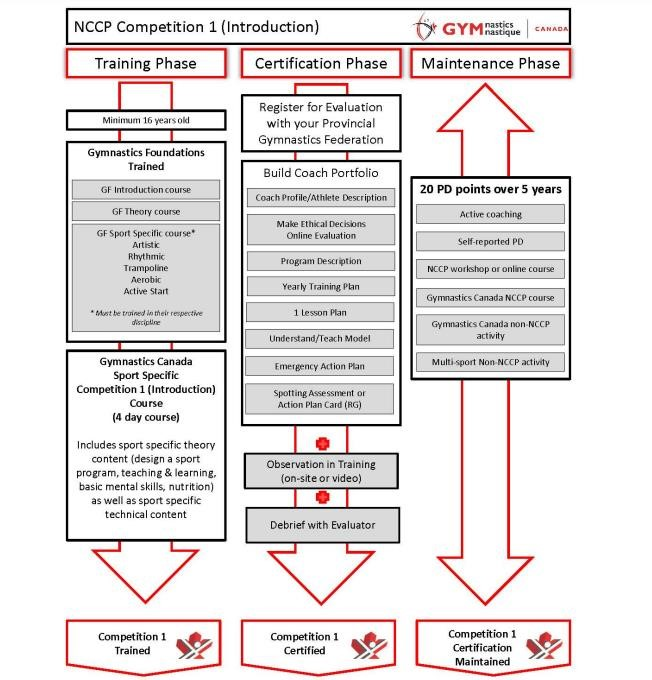 NCCP Competition 1 (Introduction)
GYMnastics
nastique
CANADA
Training Phase
Minimum 16 years old
Gymnastics Foundations
Trained
GF Introduction course
GF Theory course
GF Sport Specific course*
Artistic
Rhythmic
Trampoline
Aerobic
Active Start
* Must be trained in their respective
discipline
Gymnastics Canada
Sport Specific
Competition 1 (Introduction)
Course
(4 day course)
Includes sport specific theory
content (design a sport
program, teaching & learning,
basic mental skills, nutrition)
as well as sport specific
technical content
Competition 1
Trained
Certification Phase
Register for Evaluation
with your Provincial
Gymnastics Federation
Build Coach Portfolio
Coach Profile/Athlete Description
Make Ethical Decisions
Online Evaluation
Program Description
Yearly Training Plan
1 Lesson Plan
Understand/Teach Model
Emergency Action Plan
Spotting Assessment or
Action Plan Card (RG)
Observation in Training
(on-site or video)
Debrief with Evaluator
Competition 1
Certified
Maintenance Phase
20 PD points over 5 years
Active coaching
Self-reported PD
NCCP workshop or online course
Gymnastics Canada NCCP course
Gymnastics Canada non-NCCP
activity
Multi-sport Non-NCCP activity
Competition 1
Certification
Maintained